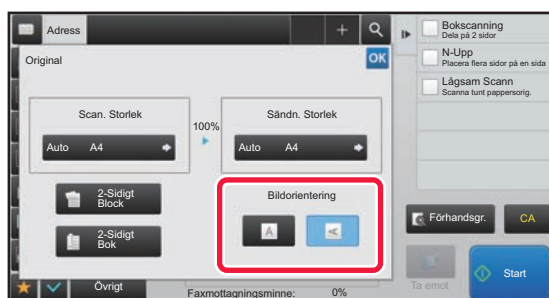 Adress
Original
OK
Scan. Storlek
Auto A4
100%
Sändn. Storlek
Auto A4
2-Sidigt
Block
2-Sidigt
Bok
Bildorientering
A
A
Övrigt
Faxmottagningsminne: 0%
Bokscanning
Dela på 2 sidor
N-Upp
Placera flera sidor på en sida
Lågsam Scann
Scanna tunt pappersorig.
Förhandsgr.
CA
Ta emot
Start